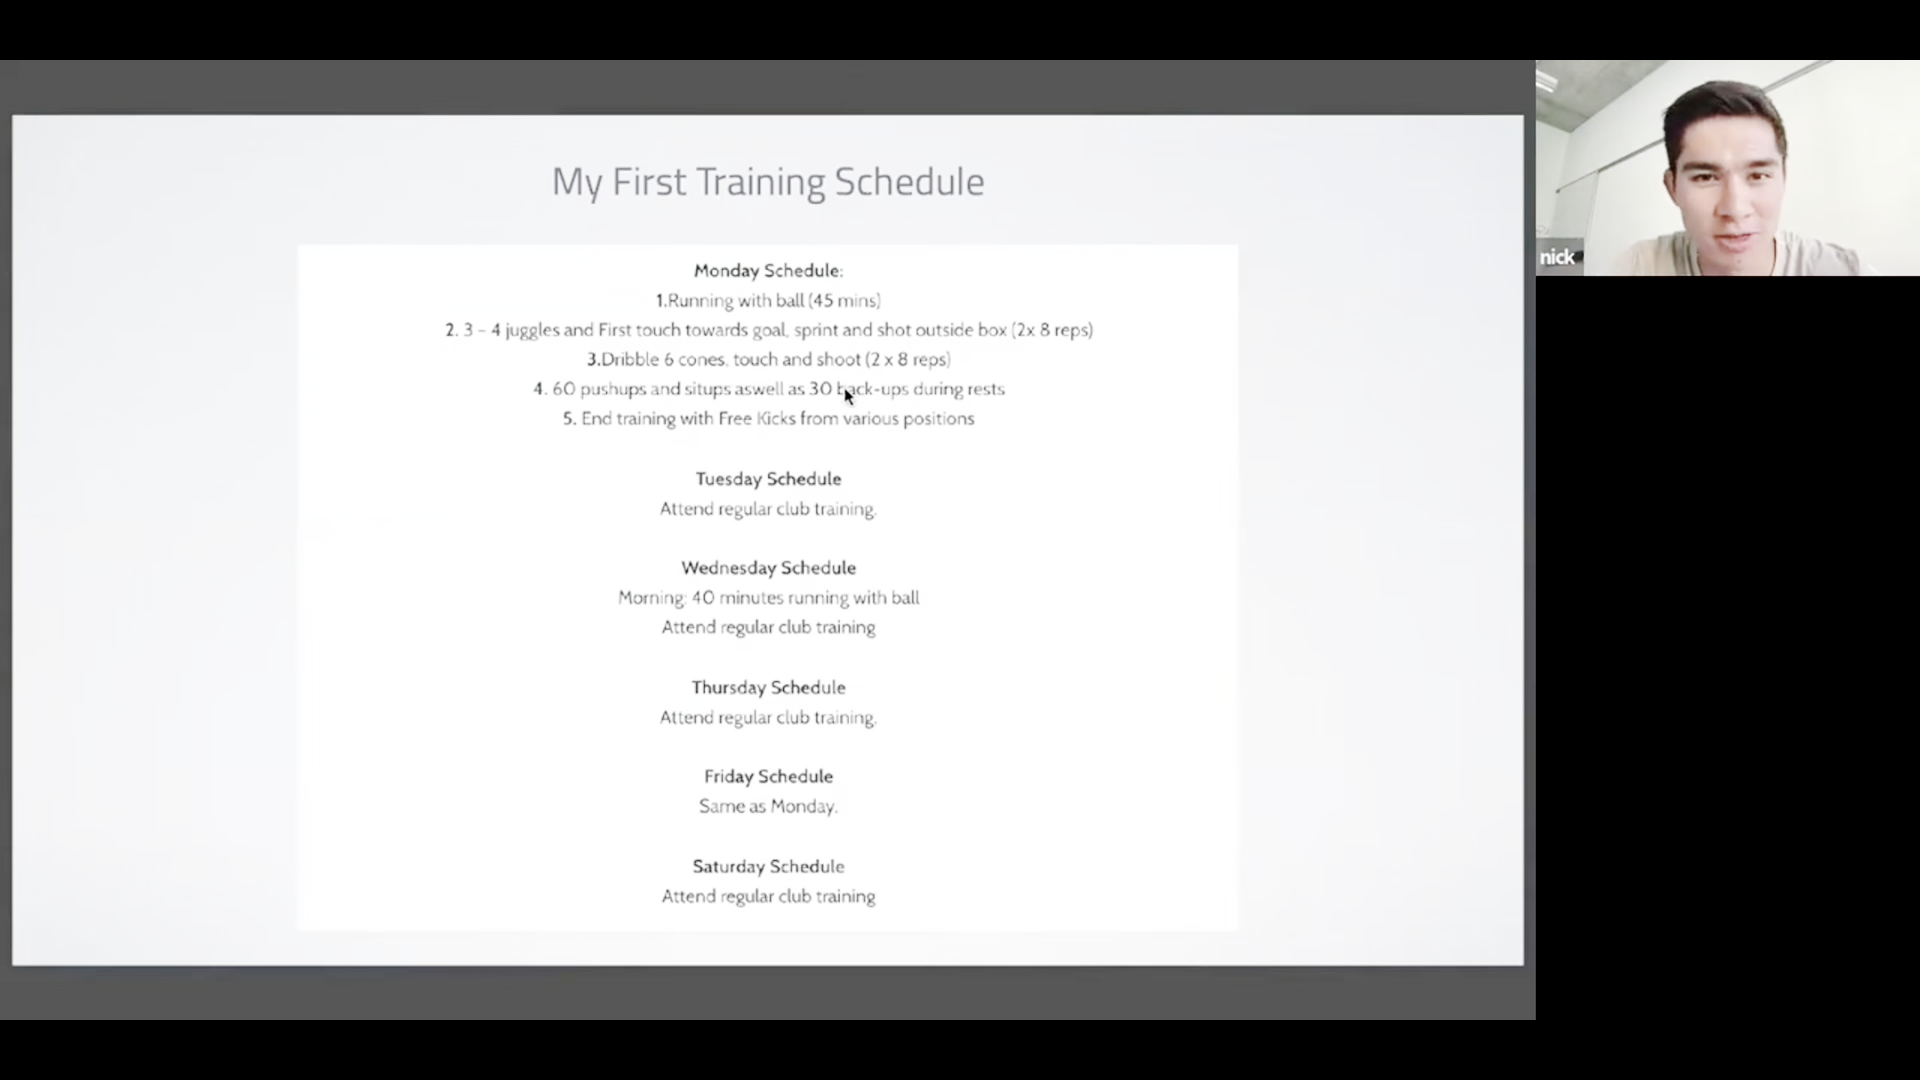 My First Training Schedule
Monday Schedule:
1.Running with ball (45 mins)
2. 3 – 4 juggles and First touch towards goal, sprint and shot outside box (2x 8 reps)
3.Dribble 6 cones, touch and shoot (2 x 8 reps)
4. 60 pushups and situps aswell as 30 back-ups during rests
5. End training with Free Kicks from various positions
Tuesday Schedule
Attend regular club training.
Wednesday Schedule
Morning: 40 minutes running with ball
Attend regular club training
Thursday Schedule
Attend regular club training.
Friday Schedule
Same as Monday.
Saturday Schedule
Attend regular club training
nick